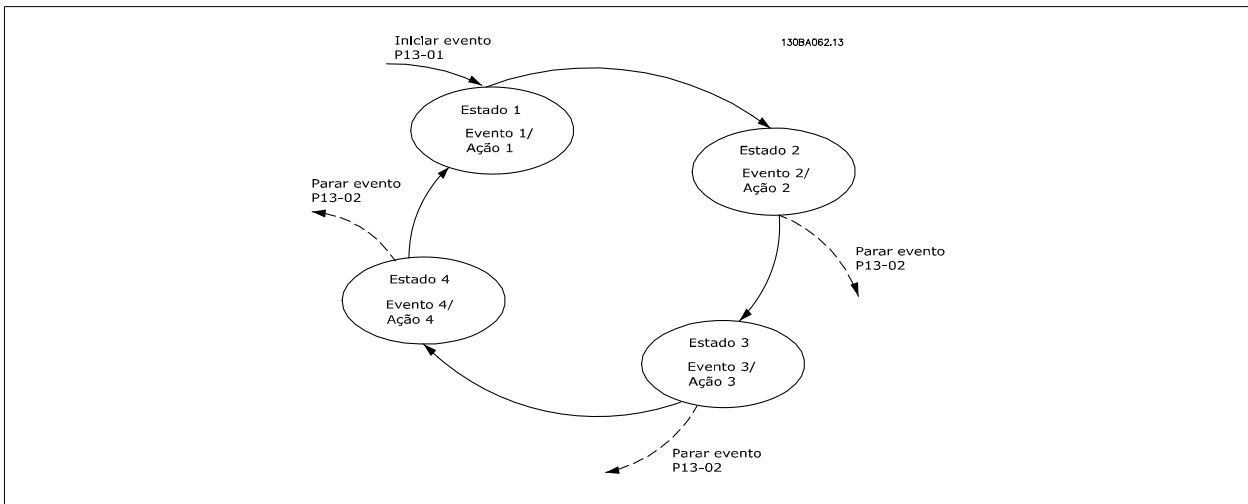 Iniciar evento
P13-01
130BA062.13
Estado 1
Evento 1/
Ação 1
Estado 2
Evento 2/
Ação 2
Parar evento
P13-02
Parar evento
P13-02
Estado 4
Evento 4/
Ação 4
Estado 3
Evento 3/
Ação 3
Parar evento
P13-02